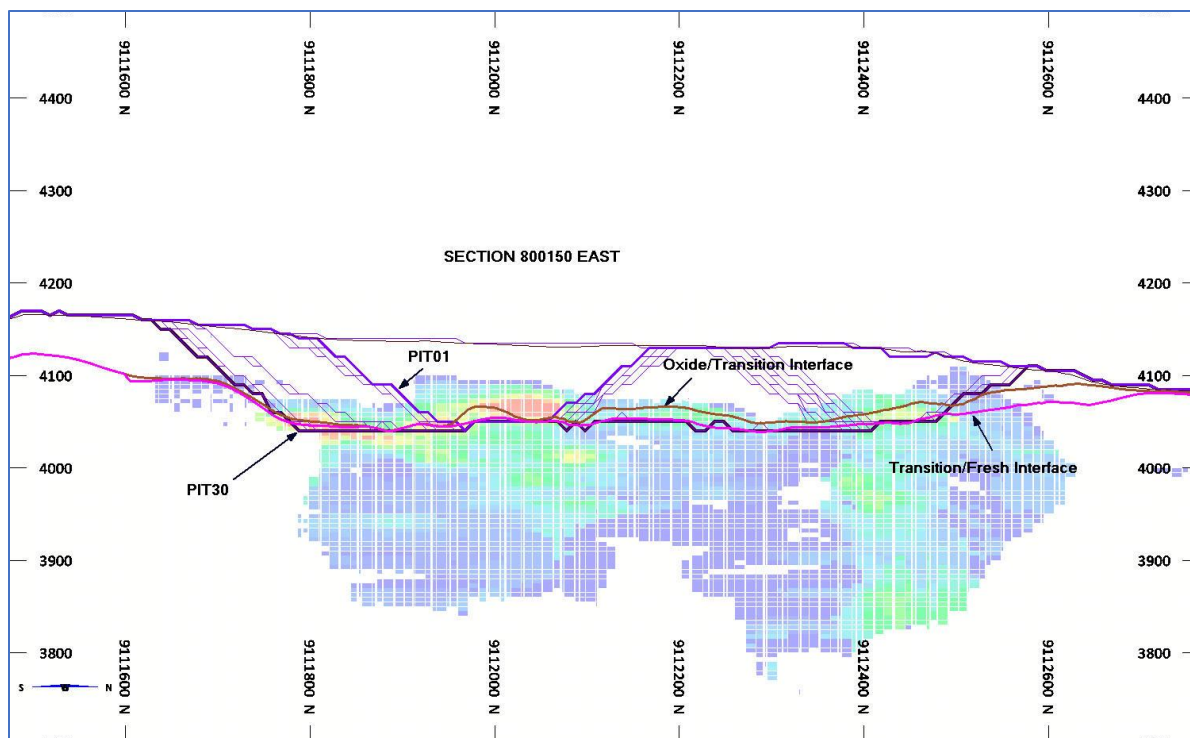 9111600 N
9111800 N
9112000 N
9112200 N
9112400 N
9112600 N
4400
4400
4300
4300
SECTION 800150 EAST
4200
4200
PIT01
Oxide/Transition Interface
4100
4100
4000
4000
Transition/Fresh Interface
PIT30
3900
3900
3800
3800
S N
9111600 N
9111800 N
9112000 N
9112200 N
9112400 N
9112600 N